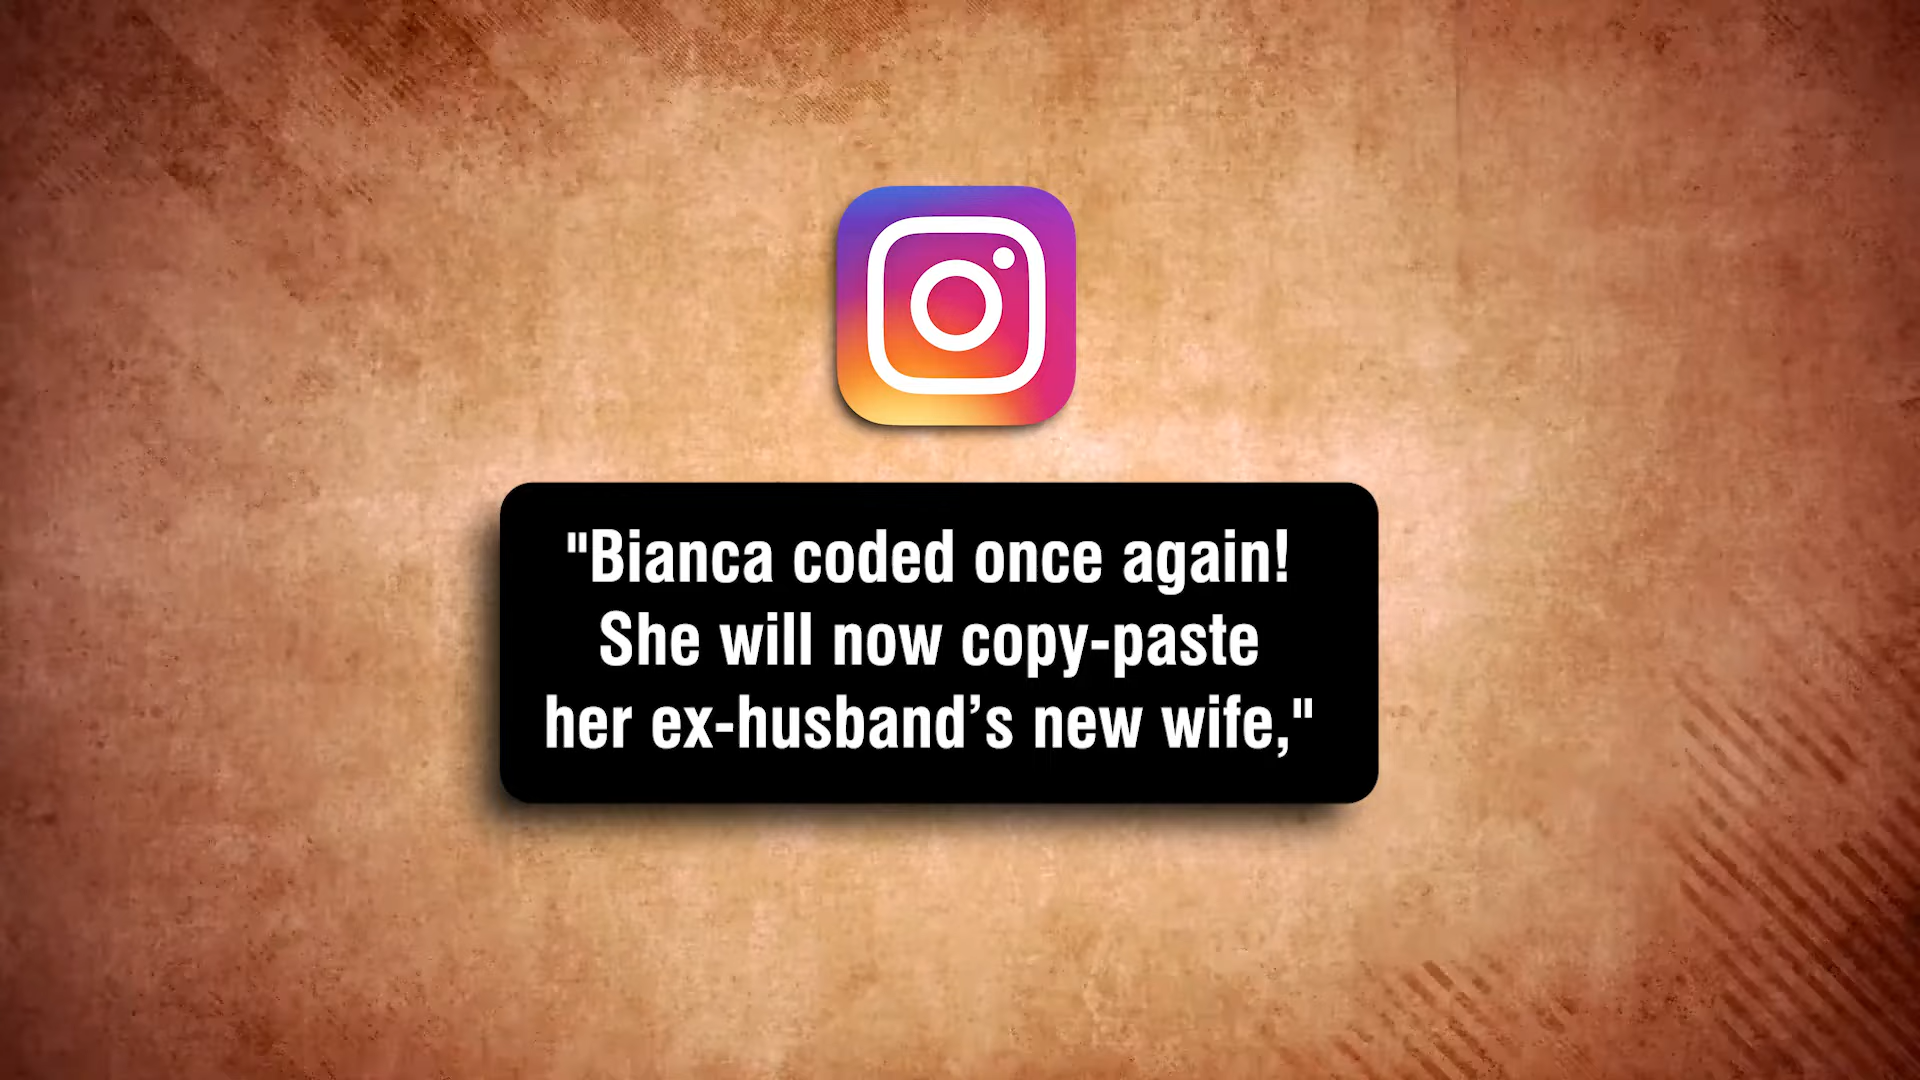 "Bianca coded once again!
She will now copy-paste
her ex-husband’s new wife,"